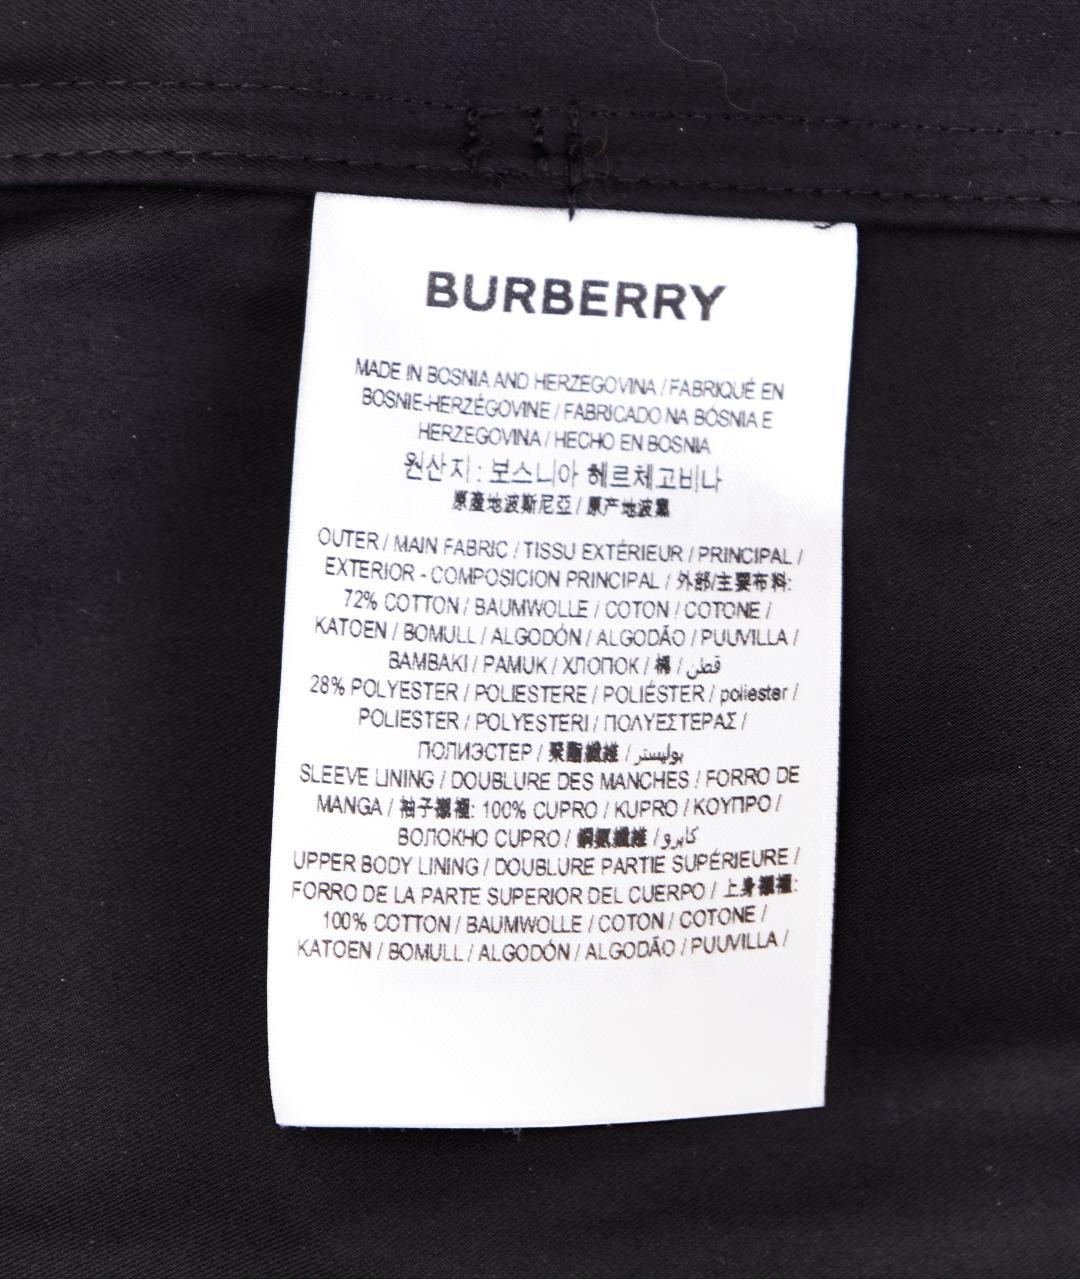 BURBERRY
MADE IN BOSNIA AND HERZEGOVINA / FABRIQUÉ EN
BOSNIE-HERZÉGOVINE / FABRICADO NA BÓSNIA E
HERZEGOVINA / HECHO EN BOSNIA
원산지 : 보스니아 헤르체고비나
原產地波斯尼亞 / 原产地波黑
OUTER / MAIN FABRIC / TISSU EXTÉRIEUR / PRINCIPAL /
EXTERIOR - COMPOSICION PRINCIPAL / 外部/主要布料:
72% COTTON / BAUMWOLLE / COTON / COTONE /
KATOEN / BOMULL / ALGODÓN / ALGODÃO / PUUVILLA /
BAMBAKI / PAMUK / ХЛОПОК / 棉 / قطن
28% POLYESTER / POLIESTERE / POLIÉSTER / poliester /
POLIESTER / POLYESTERI / ΠΟΛΥΕΣΤΕΡΑΣ /
ПОЛИЭСТЕР / 聚酯纖維 / بوليستر
SLEEVE LINING / DOUBLURE DES MANCHES / FORRO DE
MANGA / 袖子襯裡: 100% CUPRO / KUPRO / ΚΟΥΠΡΟ /
ВОЛОКНО CUPRO / 銅氨纖維 / كابرو
UPPER BODY LINING / DOUBLURE PARTIE SUPÉRIEURE /
FORRO DE LA PARTE SUPERIOR DEL CUERPO / 上身襯裡:
100% COTTON / BAUMWOLLE / COTON / COTONE /
KATOEN / BOMULL / ALGODÓN / ALGODÃO / PUUVILLA /